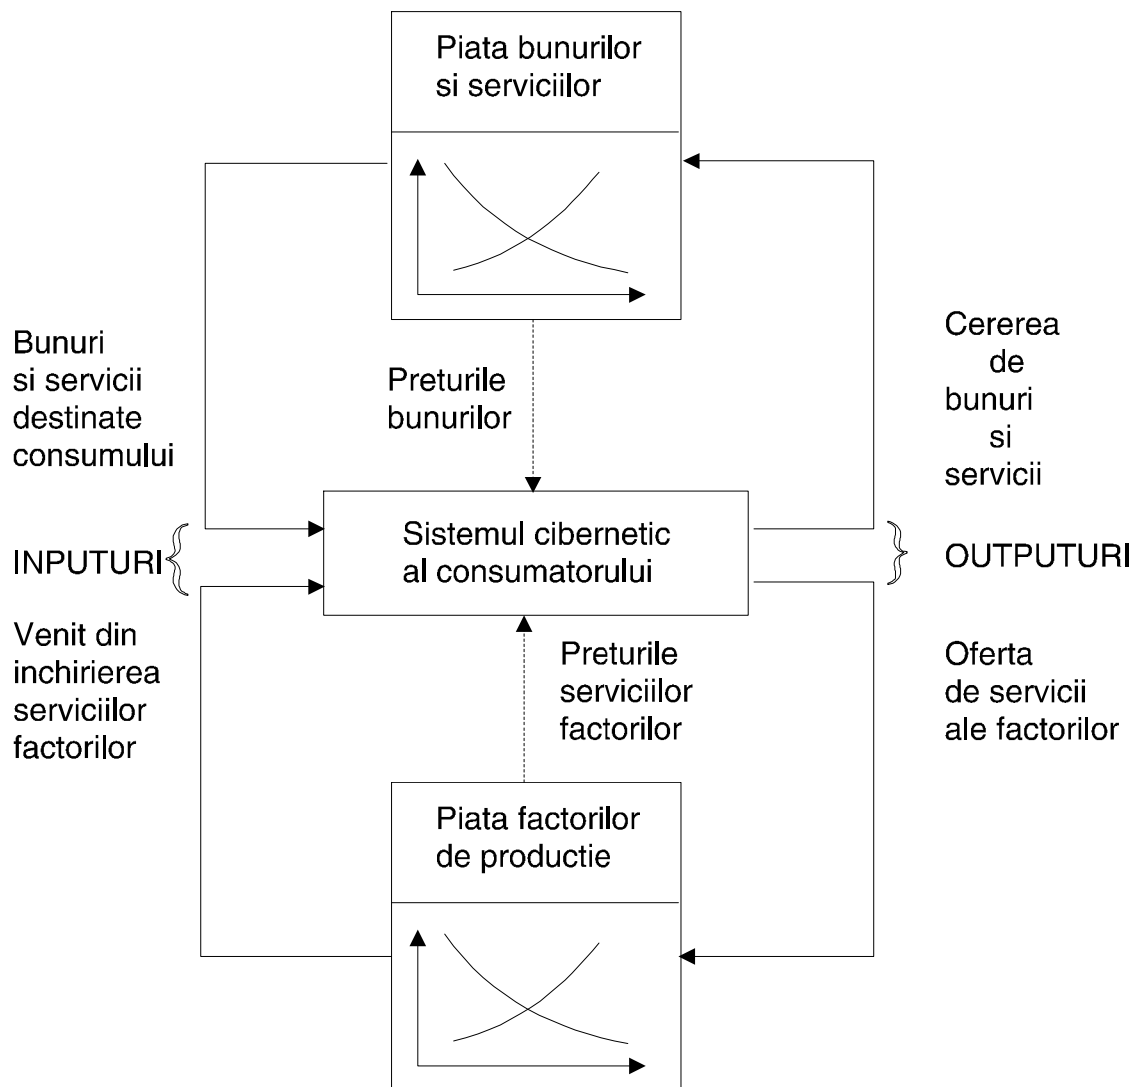 Piata bunurilor
si serviciilor
Bunuri
si servicii
destinate
consumului
Preturile
bunurilor
Cererea
de
bunuri
si
servicii
INPUTURI
Sistemul cibernetic
al consumatorului
OUTPUTURI
Venit din
inchirierea
serviciilor
factorilor
Preturile
serviciilor
factorilor
Oferta
de servicii
ale factorilor
Piata factorilor
de productie